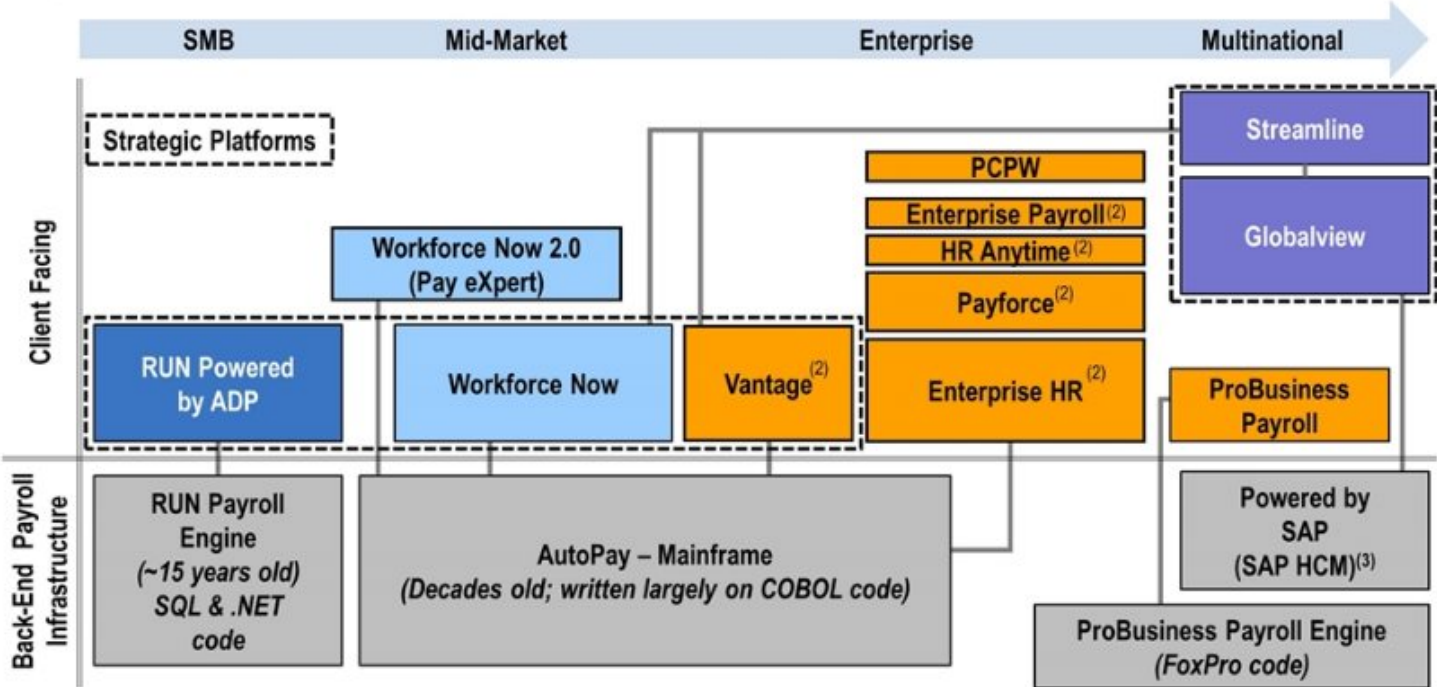 SMB
Mid-Market
Enterprise
Multinational
Client Facing
Strategic Platforms
Workforce Now 2.0
(Pay eXpert)
RUN Powered
by ADP
Workforce Now
Vantage(2)
PCPW
Enterprise Payroll(2)
HR Anytime(2)
Payforce(2)
Enterprise HR(2)
Streamline
Globalview
ProBusiness
Payroll
Back-End Payroll
Infrastructure
RUN Payroll
Engine
(~15 years old)
SQL & .NET
code
AutoPay – Mainframe
(Decades old; written largely on COBOL code)
Powered by
SAP
(SAP HCM)(3)
ProBusiness Payroll Engine
(FoxPro code)